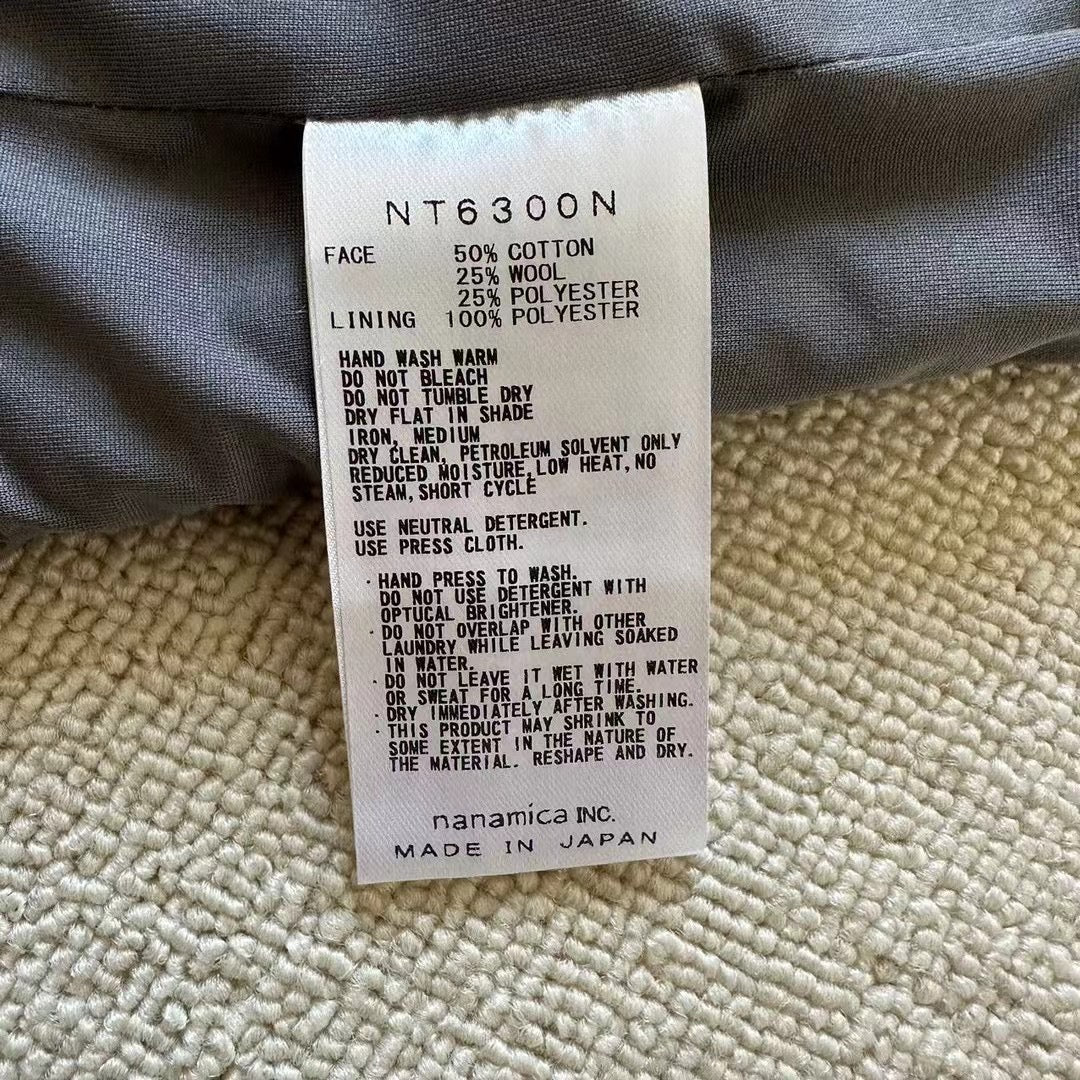 NT6300N
FACE 50% COTTON
25% WOOL
25% POLYESTER
LINING 100% POLYESTER
HAND WASH WARM
DO NOT BLEACH
DO NOT TUMBLE DRY
DRY FLAT IN SHADE
IRON, MEDIUM
DRY CLEAN, PETROLEUM SOLVENT ONLY
REDUCED MOISTURE, LOW HEAT, NO
STEAM, SHORT CYCLE
USE NEUTRAL DETERGENT.
USE PRESS CLOTH.
· HAND PRESS TO WASH.
DO NOT USE DETERGENT WITH
OPTUCAL BRIGHTENER.
· DO NOT OVERLAP WITH OTHER
LAUNDRY WHILE LEAVING SOAKED
IN WATER.
· DO NOT LEAVE IT WET WITH WATER
OR SWEAT FOR A LONG TIME.
· DRY IMMEDIATELY AFTER WASHING.
· THIS PRODUCT MAY SHRINK TO
SOME EXTENT IN THE NATURE OF
THE MATERIAL. RESHAPE AND DRY.
nanamica INC.
MADE IN JAPAN